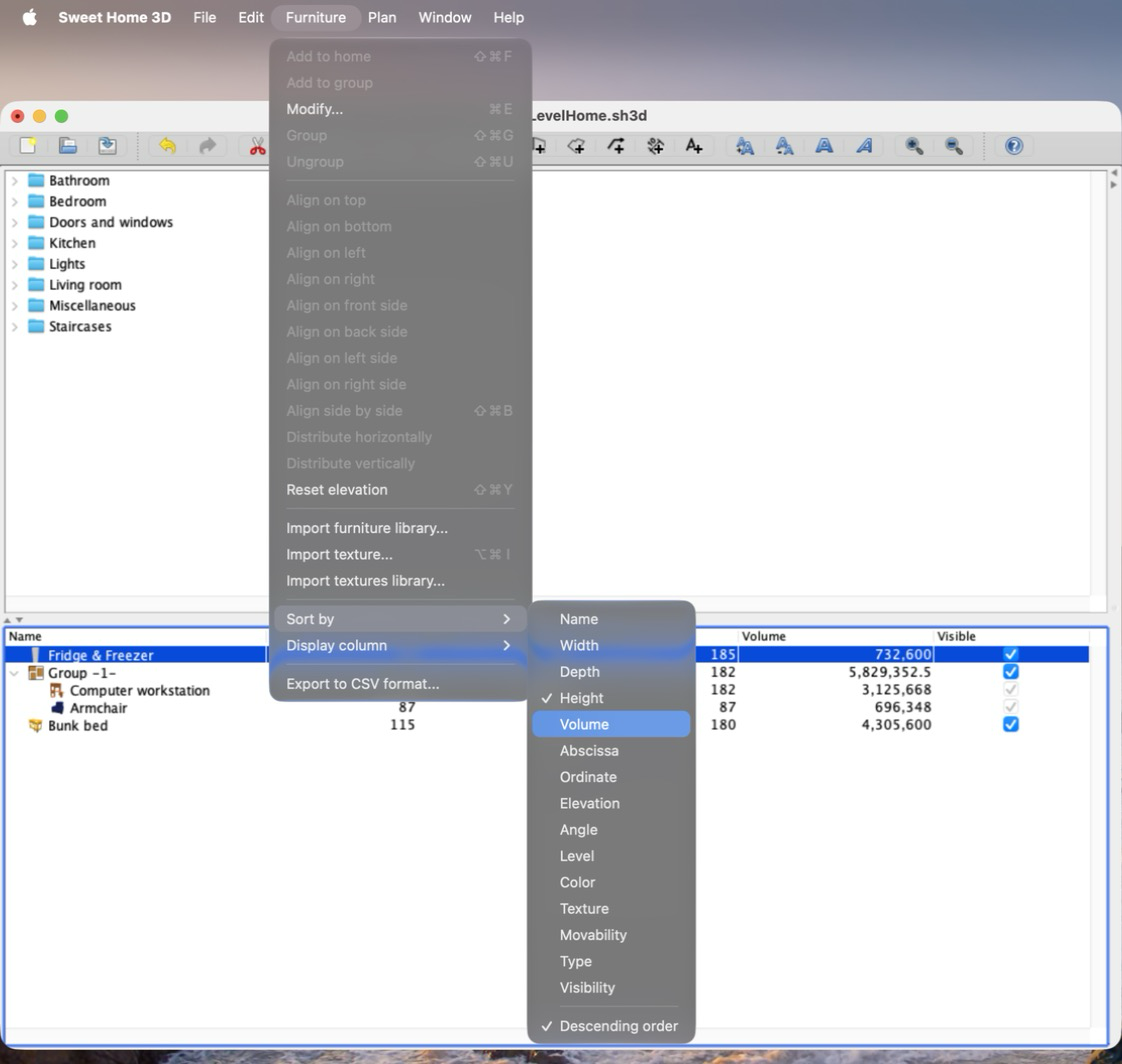 Sweet Home 3D File Edit Furniture Plan Window Help
LevelHome.sh3d
Add to home ⇧⌘F
Add to group
Modify... ⌘E
Group ⇧⌘G
Ungroup ⇧⌘U
Align on top
Align on bottom
Align on left
Align on right
Align on front side
Align on back side
Align on left side
Align on right side
Align side by side ⇧⌘B
Distribute horizontally
Distribute vertically
Reset elevation ⇧⌘Y
Import furniture library...
Import texture... ⌥⌘I
Import textures library...
Sort by
Display column
Export to CSV format...
Bathroom
Bedroom
Doors and windows
Kitchen
Lights
Living room
Miscellaneous
Staircases
Name
Width
Depth
✓ Height
Volume
Abscissa
Ordinate
Elevation
Angle
Level
Color
Texture
Movability
Type
Visibility
✓ Descending order
Name Volume Visible
Fridge & Freezer 185 732,600
Group -1- 182 5,829,352.5
Computer workstation 182 3,125,668
Armchair 87 87 696,348
Bunk bed 115 180 4,305,600